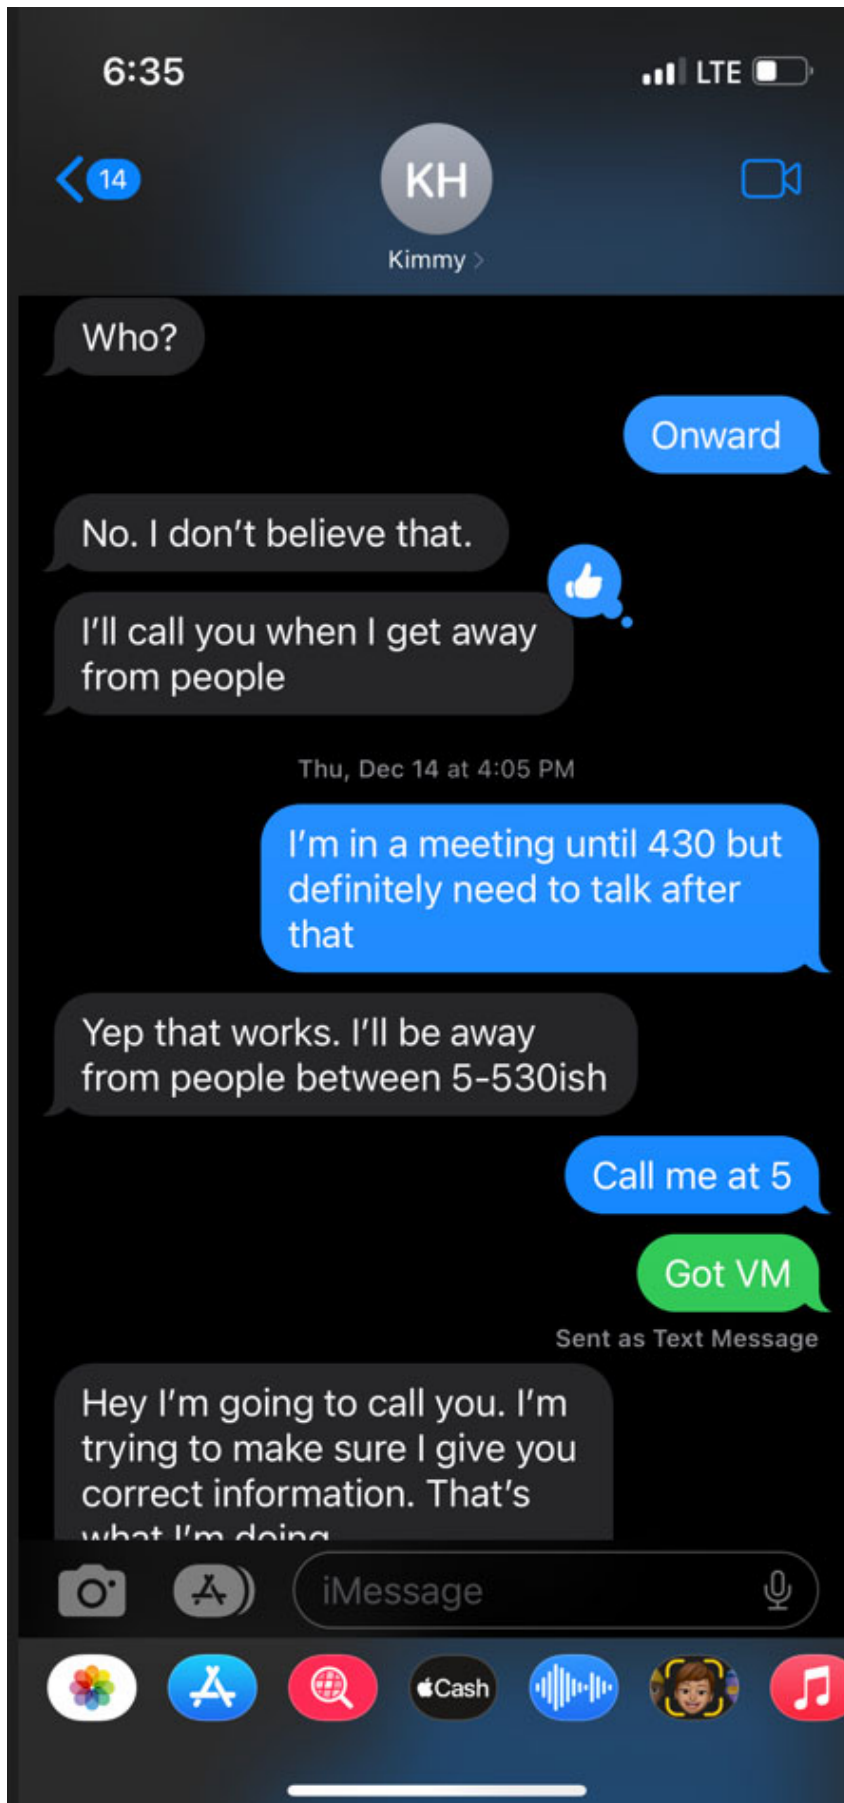 6:35
LTE
14
KH
Kimmy
Who?
Onward
No. I don't believe that.
I'll call you when I get away
from people
Thu, Dec 14 at 4:05 PM
I'm in a meeting until 430 but
definitely need to talk after
that
Yep that works. I'll be away
from people between 5-530ish
Call me at 5
Got VM
Sent as Text Message
Hey I'm going to call you. I'm
trying to make sure I give you
correct information. That's
what I'm doing
iMessage
Cash